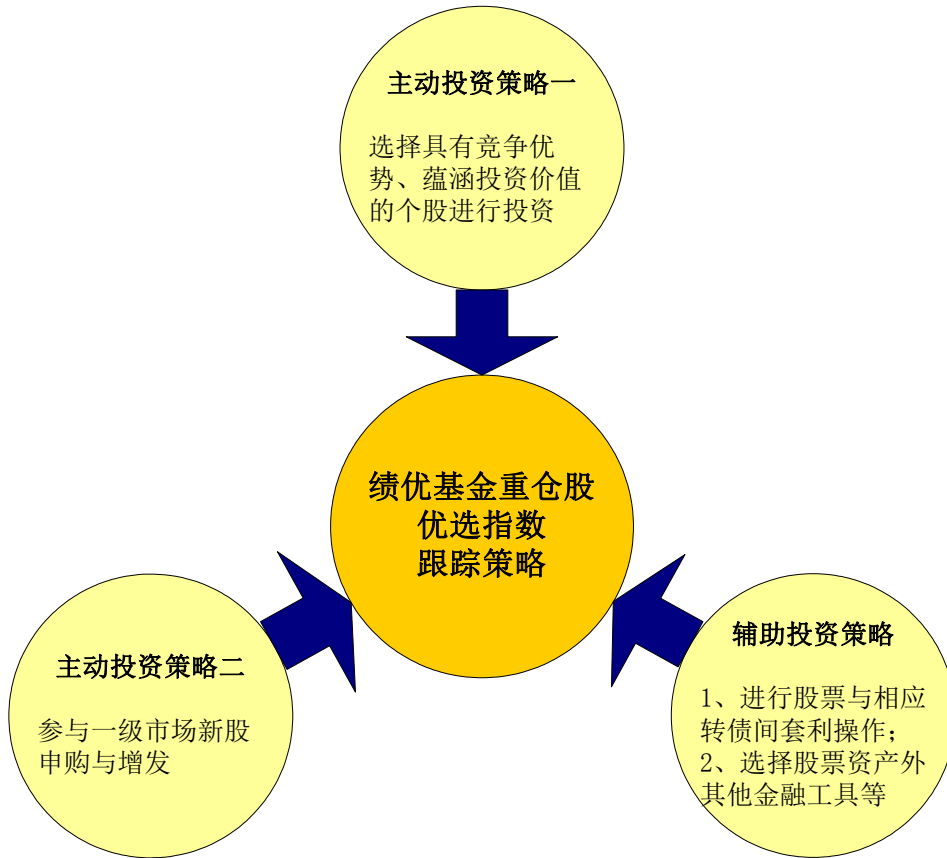 主动投资策略一
选择具有竞争优
势、蕴涵投资价值
的个股进行投资
绩优基金重仓股
优选指数
跟踪策略
主动投资策略二
参与一级市场新股
申购与增发
辅助投资策略
1、进行股票与相应
转债间套利操作；
2、选择股票资产外
其他金融工具等